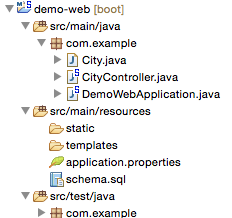 demo-web [boot]
src/main/java
com.example
City.java
CityController.java
DemoWebApplication.java
src/main/resources
static
templates
application.properties
schema.sql
src/test/java
com.example